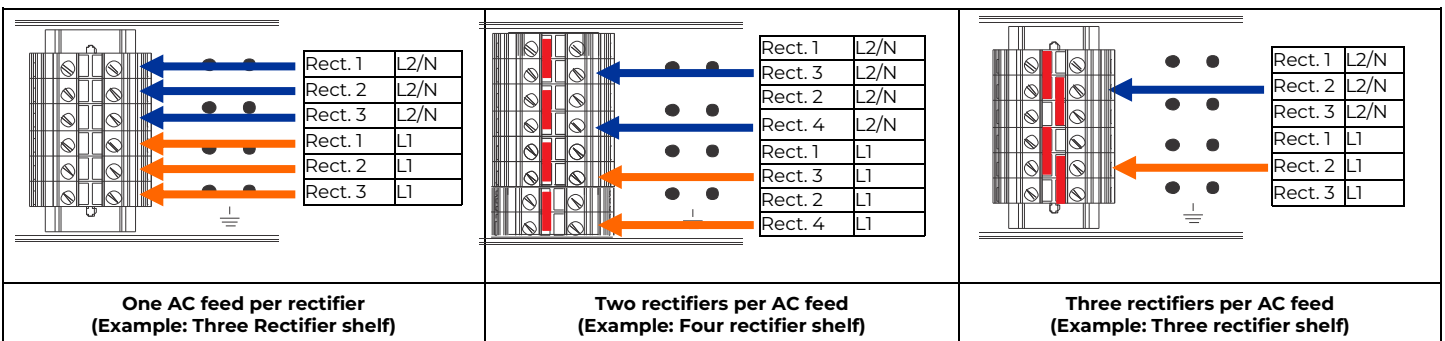 Rect. 1 L2/N
Rect. 2 L2/N
Rect. 3 L2/N
Rect. 1 L1
Rect. 2 L1
Rect. 3 L1
One AC feed per rectifier
(Example: Three Rectifier shelf)
Rect. 1 L2/N
Rect. 3 L2/N
Rect. 2 L2/N
Rect. 4 L2/N
Rect. 1 L1
Rect. 3 L1
Rect. 2 L1
Rect. 4 L1
Two rectifiers per AC feed
(Example: Four rectifier shelf)
Rect. 1 L2/N
Rect. 2 L2/N
Rect. 3 L2/N
Rect. 1 L1
Rect. 2 L1
Rect. 3 L1
Three rectifiers per AC feed
(Example: Three rectifier shelf)